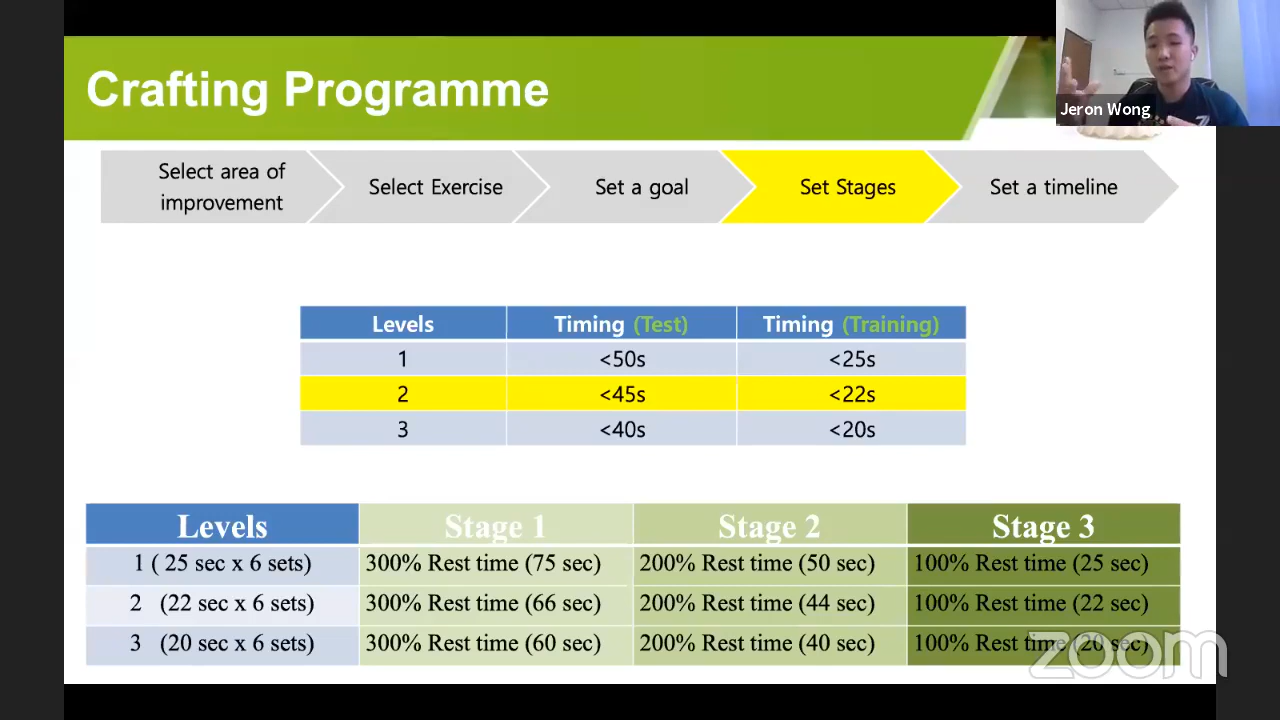 Crafting Programme
Jeron Wong
Select area of
improvement
Select Exercise
Set a goal
Set Stages
Set a timeline
Levels Timing (Test) Timing (Training)
1 <50s <25s
2 <45s <22s
3 <40s <20s
Levels Stage 1 Stage 2 Stage 3
1 ( 25 sec x 6 sets) 300% Rest time (75 sec) 200% Rest time (50 sec) 100% Rest time (25 sec)
2 (22 sec x 6 sets) 300% Rest time (66 sec) 200% Rest time (44 sec) 100% Rest time (22 sec)
3 (20 sec x 6 sets) 300% Rest time (60 sec) 200% Rest time (40 sec) 100% Rest time (20 sec)
zoom